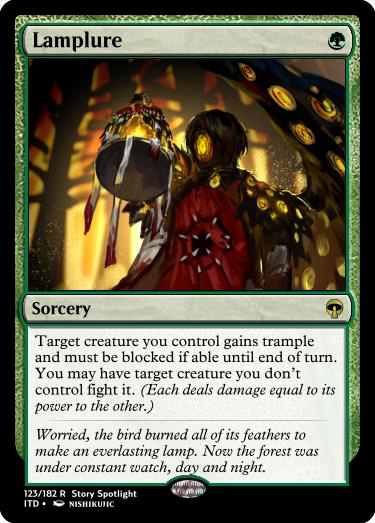 Lamplure
Sorcery
Target creature you control gains trample
and must be blocked if able until end of turn.
You may have target creature you don't
control fight it. (Each deals damage equal to its
power to the other.)
Worried, the bird burned all of its feathers to
make an everlasting lamp. Now the forest was
under constant watch, day and night.
123/182 R Story Spotlight
ITD • NISHIKUJIC